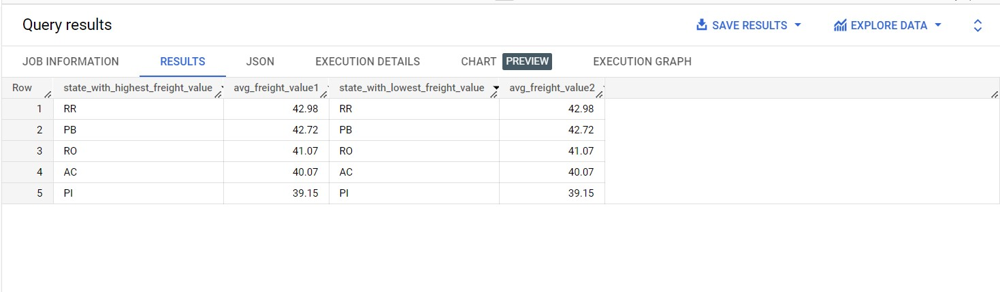 Query results SAVE RESULTS EXPLORE DATA
JOB INFORMATION RESULTS JSON EXECUTION DETAILS CHART PREVIEW EXECUTION GRAPH
Row state_with_highest_freight_value avg_freight_value1 state_with_lowest_freight_value avg_freight_value2
1 RR 42.98 RR 42.98
2 PB 42.72 PB 42.72
3 RO 41.07 RO 41.07
4 AC 40.07 AC 40.07
5 PI 39.15 PI 39.15